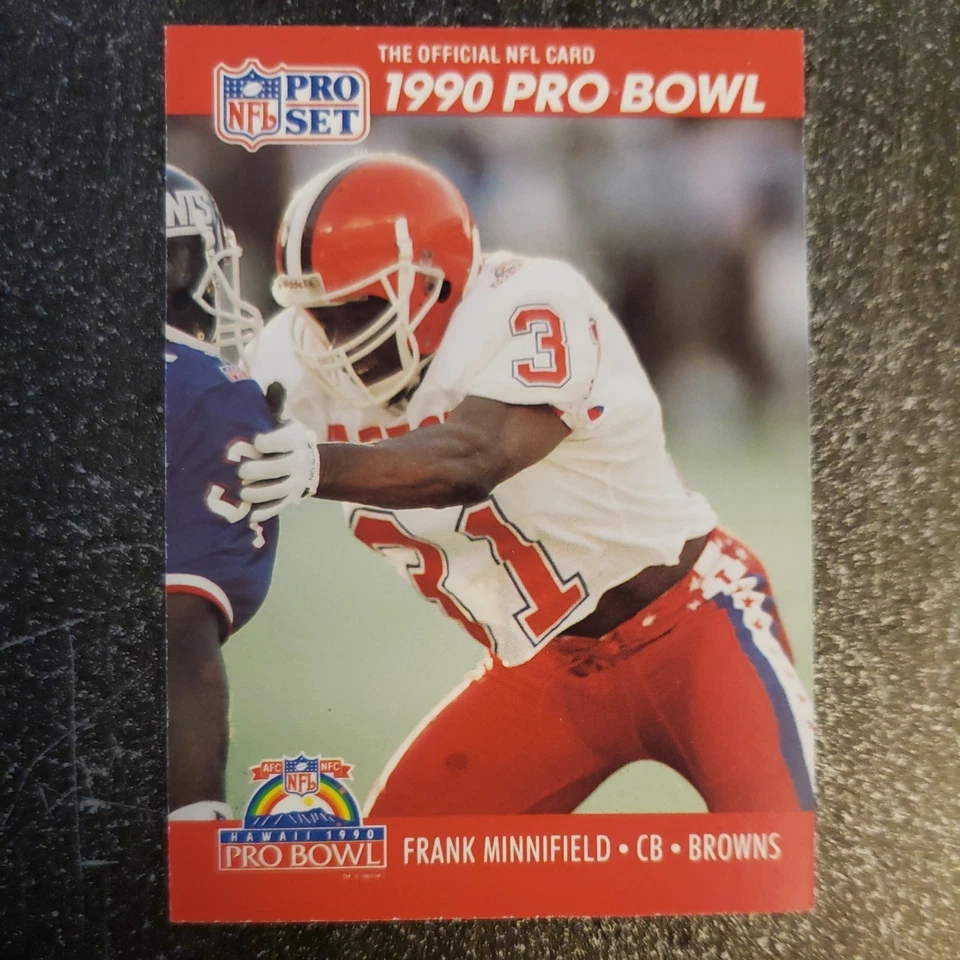 THE OFFICIAL NFL CARD
1990 PRO BOWL
NFL PRO SET
NTS
3
31
AFC NFC
NFL
HAWAII 1990
PRO BOWL
FRANK MINNIFIELD • CB • BROWNS